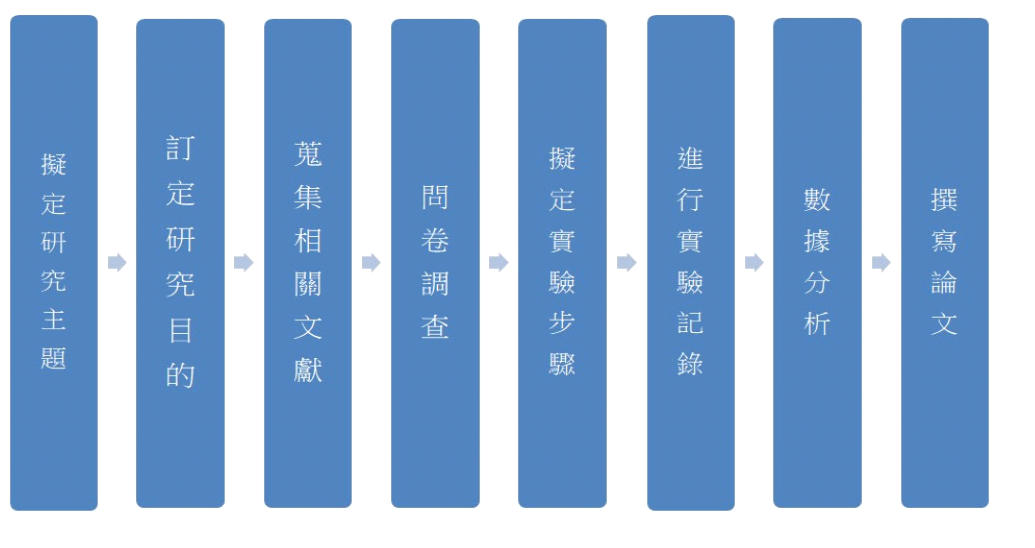 擬定研究主題
訂定研究目的
蒐集相關文獻
問卷調查
擬定實驗步驟
進行實驗記錄
數據分析
撰寫論文